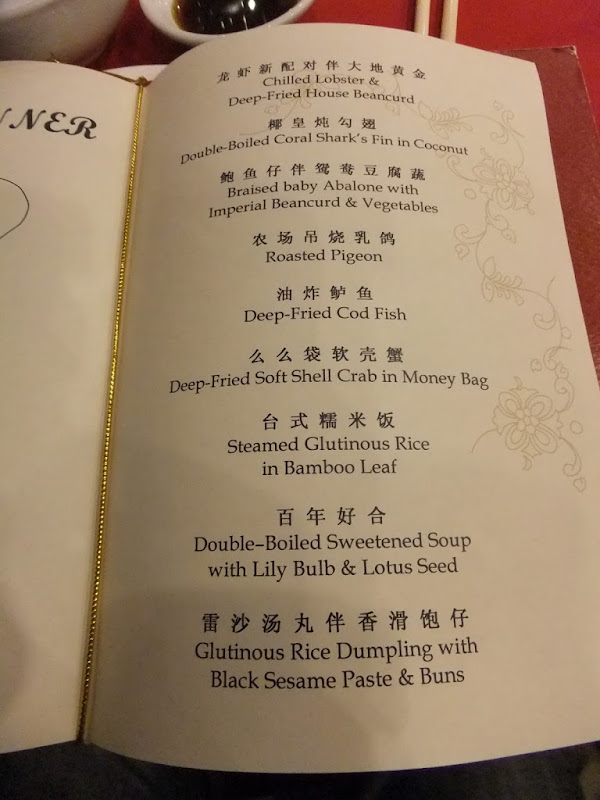 NNER
龙虾新配对伴大地黄金
Chilled Lobster &
Deep-Fried House Beancurd
椰皇炖勾翅
Double-Boiled Coral Shark's Fin in Coconut
鲍鱼仔伴鸳鸯豆腐蔬
Braised baby Abalone with
Imperial Beancurd & Vegetables
农场吊烧乳鸽
Roasted Pigeon
油炸鲈鱼
Deep-Fried Cod Fish
么么袋软壳蟹
Deep-Fried Soft Shell Crab in Money Bag
台式糯米饭
Steamed Glutinous Rice
in Bamboo Leaf
百年好合
Double–Boiled Sweetened Soup
with Lily Bulb & Lotus Seed
雷沙汤丸伴香滑饱仔
Glutinous Rice Dumpling with
Black Sesame Paste & Buns